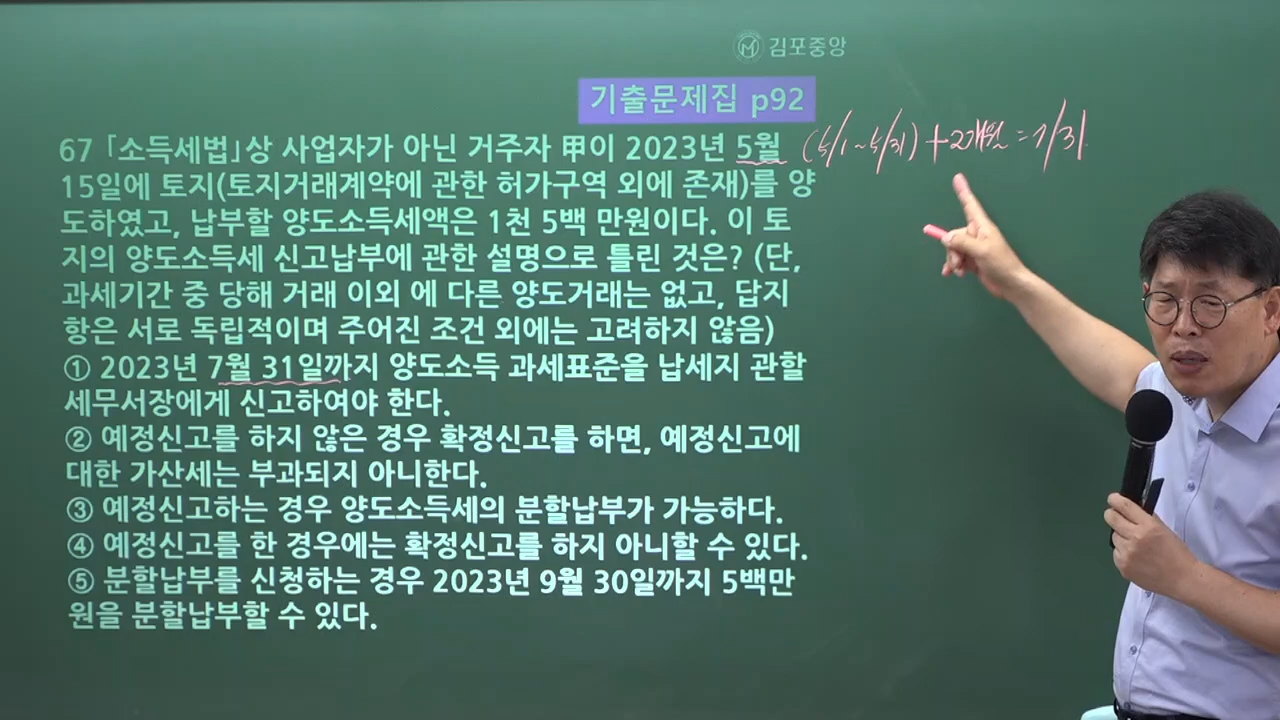 김포중앙
기출문제집 p92
67 「소득세법」상 사업자가 아닌 거주자 甲이 2023년 5월 (5/1~5/31) +2개월 = 7/31
15일에 토지(토지거래계약에 관한 허가구역 외에 존재)를 양
도하였고, 납부할 양도소득세액은 1천 5백 만원이다. 이 토
지의 양도소득세 신고납부에 관한 설명으로 틀린 것은? (단,
과세기간 중 당해 거래 이외 에 다른 양도거래는 없고, 답지
항은 서로 독립적이며 주어진 조건 외에는 고려하지 않음)
① 2023년 7월 31일까지 양도소득 과세표준을 납세지 관할
세무서장에게 신고하여야 한다.
② 예정신고를 하지 않은 경우 확정신고를 하면, 예정신고에
대한 가산세는 부과되지 아니한다.
③ 예정신고하는 경우 양도소득세의 분할납부가 가능하다.
④ 예정신고를 한 경우에는 확정신고를 하지 아니할 수 있다.
⑤ 분할납부를 신청하는 경우 2023년 9월 30일까지 5백만
원을 분할납부할 수 있다.